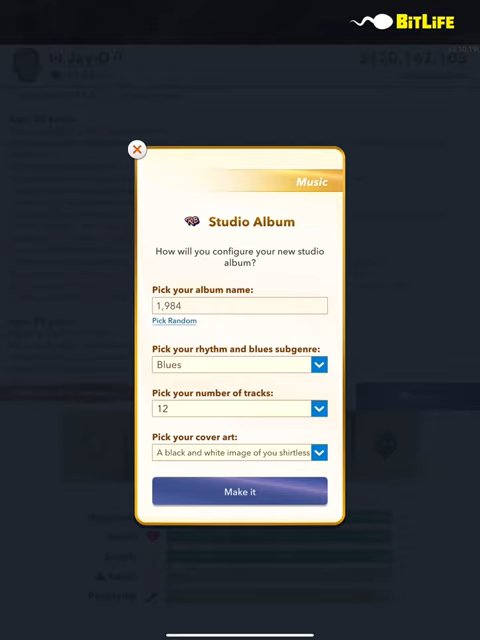 BITLIFE
Music
Studio Album
How will you configure your new studio
album?
Pick your album name:
1,984
Pick Random
Pick your rhythm and blues subgenre:
Blues
Pick your number of tracks:
12
Pick your cover art:
A black and white image of you shirtless
Make it